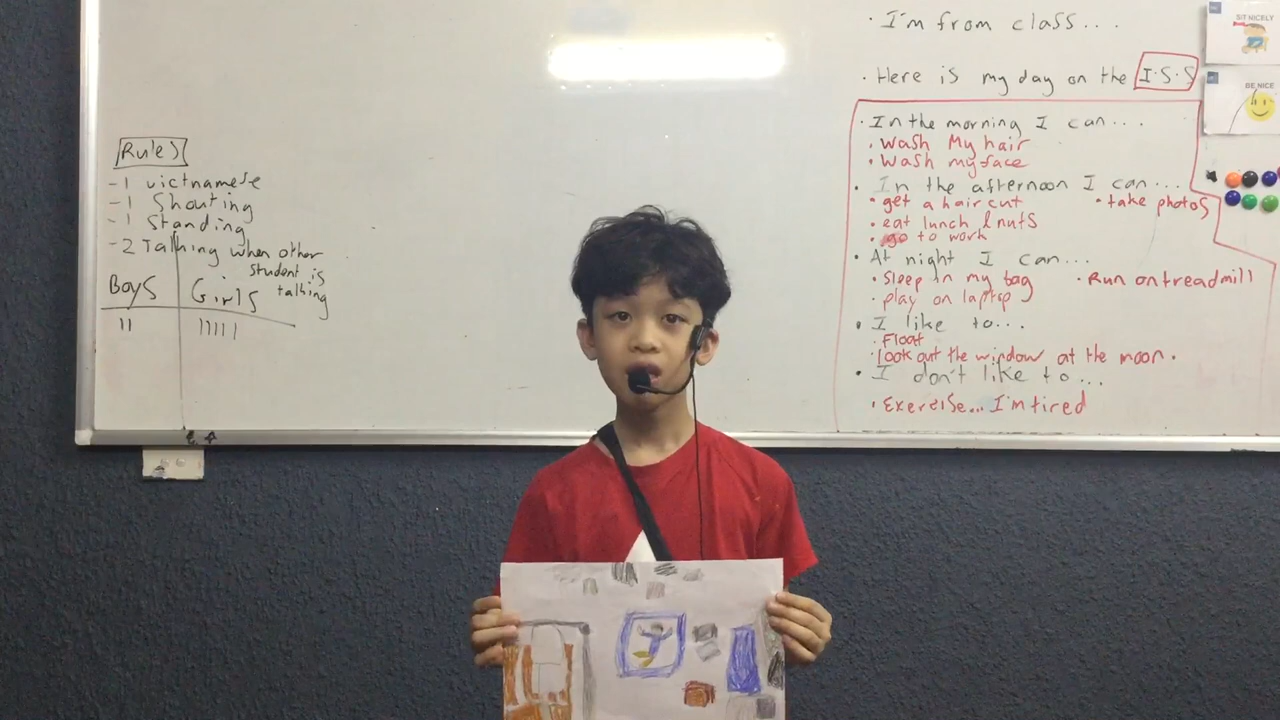 Rules
-1 vietnamese
-1 Shouting
-1 Standing
-2 Talking when other
student is
talking
Boys Girls
· I'm from class...
· Here is my day on the I.S.S
· In the morning I can...
· Wash My hair
· Wash my face
· In the afternoon I can...
· get a hair cut · take photos
· eat lunch & nuts
· go to work
· At night I can...
· Sleep in my bag · Run on treadmill
· play on laptop
· I like to...
· Float
· look out the window at the moon.
· I don't like to...
· Exercise... I'm tired
SIT NICELY
BE NICE